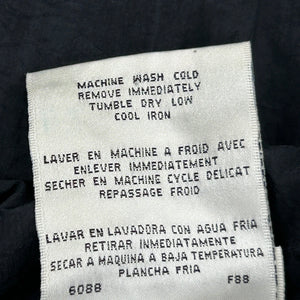 MACHINE WASH COLD
REMOVE IMMEDIATELY
TUMBLE DRY LOW
COOL IRON
LAVER EN MACHINE A FROID AVEC
ENLEVER IMMEDIATEMENT
SECHER EN MACHINE CYCLE DELICAT
REPASSAGE FROID
LAVAR EN LAVADORA CON AGUA FRIA
RETIRAR INMEDIATAMENTE
SECAR A MAQUINA A BAJA TEMPERATURA
PLANCHA FRIA
6088 F88